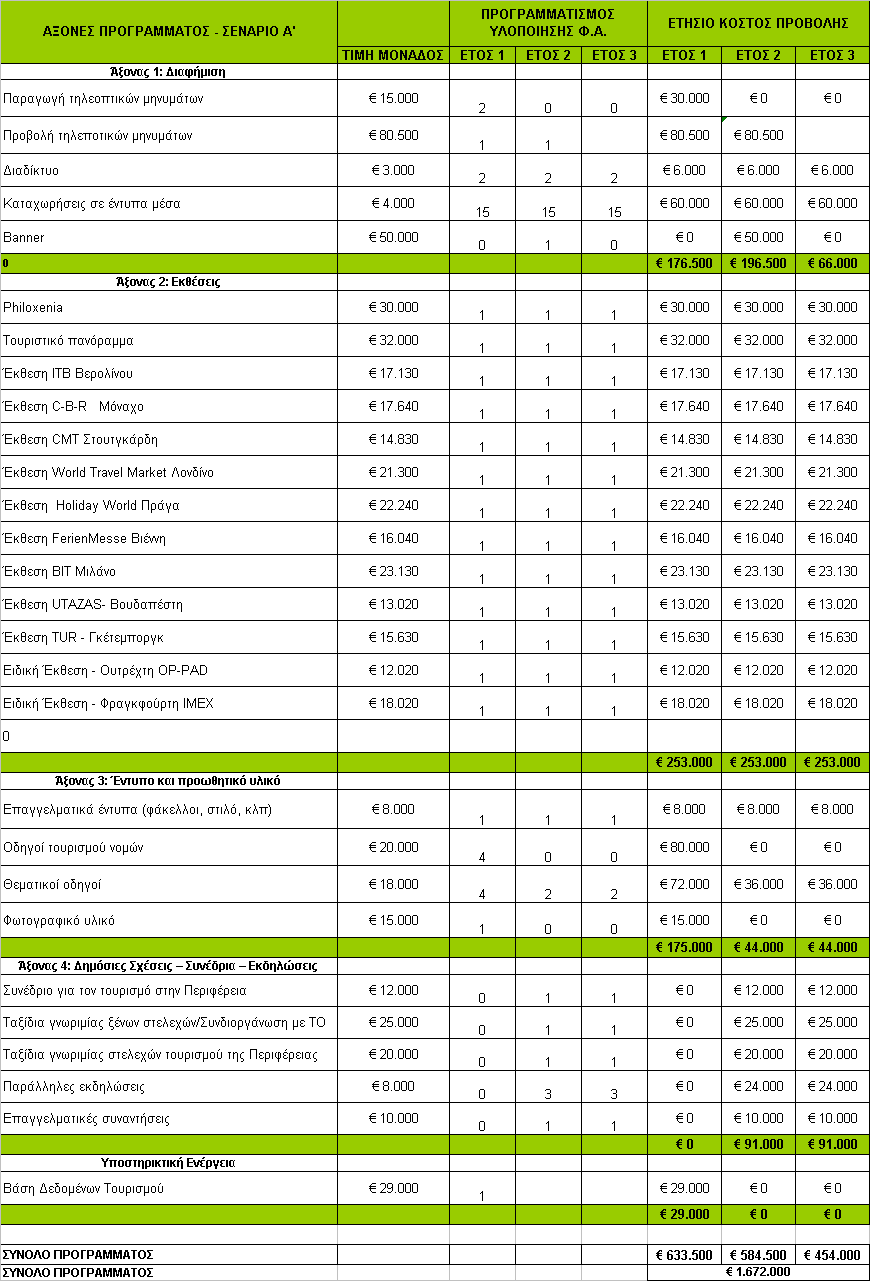 ΑΞΟΝΕΣ ΠΡΟΓΡΑΜΜΑΤΟΣ - ΣΕΝΑΡΙΟ Α' ΠΡΟΓΡΑΜΜΑΤΙΣΜΟΣ ΥΛΟΠΟΙΗΣΗΣ Φ.Α. ΕΤΗΣΙΟ ΚΟΣΤΟΣ ΠΡΟΒΟΛΗΣ
ΤΙΜΗ ΜΟΝΑΔΟΣ ΕΤΟΣ 1 ΕΤΟΣ 2 ΕΤΟΣ 3 ΕΤΟΣ 1 ΕΤΟΣ 2 ΕΤΟΣ 3
Άξονας 1: Διαφήμιση
Παραγωγή τηλεοπτικών μηνυμάτων € 15.000 2 0 0 € 30.000 € 0 € 0
Προβολή τηλεποτικών μηνυμάτων € 80.500 1 1 € 80.500 € 80.500
Διαδίκτυο € 3.000 2 2 2 € 6.000 € 6.000 € 6.000
Καταχωρήσεις σε έντυπα μέσα € 4.000 15 15 15 € 60.000 € 60.000 € 60.000
Banner € 50.000 0 1 0 € 0 € 50.000 € 0
0 € 176.500 € 196.500 € 66.000
Άξονας 2: Εκθέσεις
Philoxenia € 30.000 1 1 1 € 30.000 € 30.000 € 30.000
Τουριστικό πανόραμμα € 32.000 1 1 1 € 32.000 € 32.000 € 32.000
Έκθεση ITB Βερολίνου € 17.130 1 1 1 € 17.130 € 17.130 € 17.130
Έκθεση C-B-R Μόναχο € 17.640 1 1 1 € 17.640 € 17.640 € 17.640
Έκθεση CMT Στουτγκάρδη € 14.830 1 1 1 € 14.830 € 14.830 € 14.830
Έκθεση World Travel Market Λονδίνο € 21.300 1 1 1 € 21.300 € 21.300 € 21.300
Έκθεση Holiday World Πράγα € 22.240 1 1 1 € 22.240 € 22.240 € 22.240
Έκθεση FerienMesse Βιέννη € 16.040 1 1 1 € 16.040 € 16.040 € 16.040
Έκθεση BIT Μιλάνο € 23.130 1 1 1 € 23.130 € 23.130 € 23.130
Έκθεση UTAZAS- Βουδαπέστη € 13.020 1 1 1 € 13.020 € 13.020 € 13.020
Έκθεση TUR - Γκέτεμποργκ € 15.630 1 1 1 € 15.630 € 15.630 € 15.630
Ειδική Έκθεση - Ουτρέχτη OP-PAD € 12.020 1 1 1 € 12.020 € 12.020 € 12.020
Ειδική Έκθεση - Φραγκφούρτη IMEX € 18.020 1 1 1 € 18.020 € 18.020 € 18.020
0
€ 253.000 € 253.000 € 253.000
Άξονας 3: Έντυπο και προωθητικό υλικό
Επαγγελματικά έντυπα (φάκελλοι, στιλό, κλπ) € 8.000 1 1 1 € 8.000 € 8.000 € 8.000
Οδηγοί τουρισμού νομών € 20.000 4 0 0 € 80.000 € 0 € 0
Θεματικοί οδηγοί € 18.000 4 2 2 € 72.000 € 36.000 € 36.000
Φωτογραφικό υλικό € 15.000 1 0 0 € 15.000 € 0 € 0
€ 175.000 € 44.000 € 44.000
Άξονας 4: Δημόσιες Σχέσεις – Συνέδρια – Εκδηλώσεις
Συνέδριο για τον τουρισμό στην Περιφέρεια € 12.000 0 1 1 € 0 € 12.000 € 12.000
Ταξίδια γνωριμίας ξένων στελεχών/Συνδιοργάνωση με ΤΟ € 25.000 0 1 1 € 0 € 25.000 € 25.000
Ταξίδια γνωριμίας στελεχών τουρισμού της Περιφέρειας € 20.000 0 1 1 € 0 € 20.000 € 20.000
Παράλληλες εκδηλώσεις € 8.000 0 3 3 € 0 € 24.000 € 24.000
Επαγγελματικές συναντήσεις € 10.000 0 1 1 € 0 € 10.000 € 10.000
€ 0 € 91.000 € 91.000
Υποστηρικτική Ενέργεια
Βάση Δεδομένων Τουρισμού € 29.000 1 € 29.000 € 0 € 0
€ 29.000 € 0 € 0
ΣΥΝΟΛΟ ΠΡΟΓΡΑΜΜΑΤΟΣ € 633.500 € 584.500 € 454.000
ΣΥΝΟΛΟ ΠΡΟΓΡΑΜΜΑΤΟΣ € 1.672.000